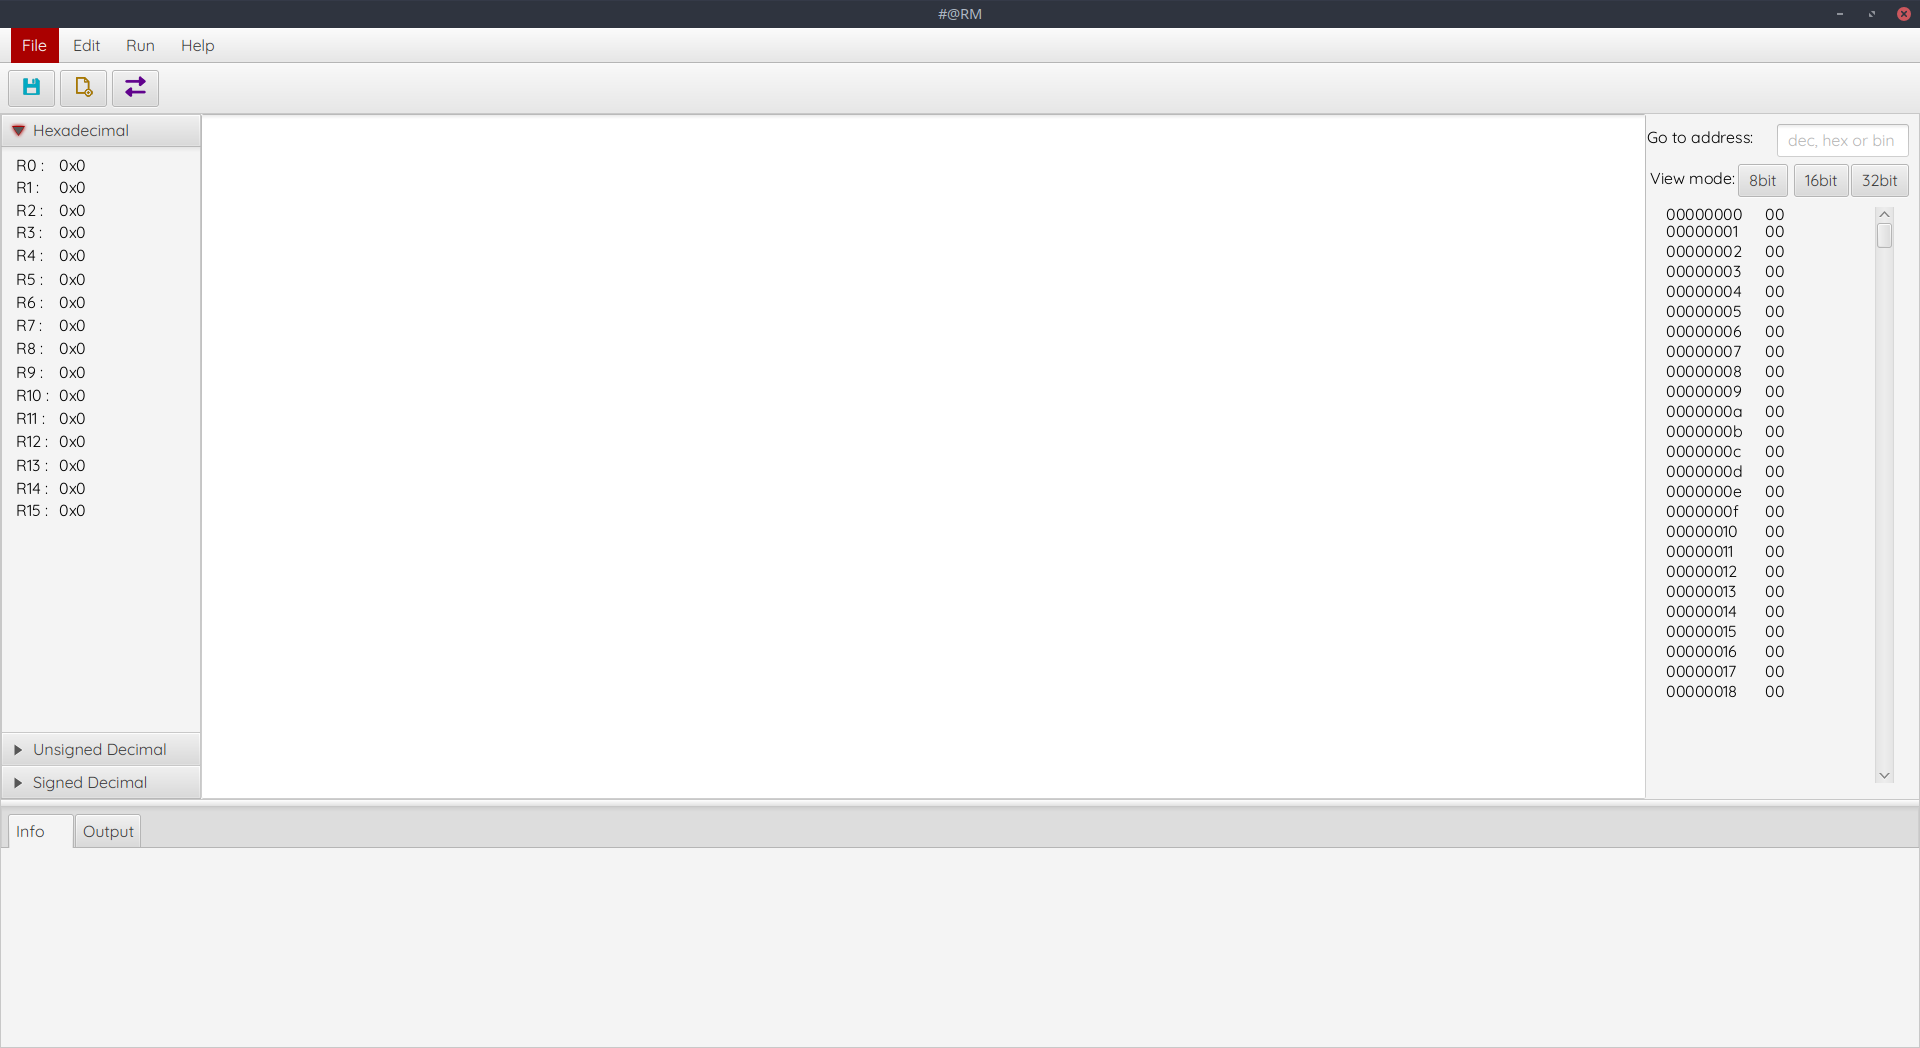 #@RM
File Edit Run Help
Hexadecimal
R0 : 0x0
R1 : 0x0
R2 : 0x0
R3 : 0x0
R4 : 0x0
R5 : 0x0
R6 : 0x0
R7 : 0x0
R8 : 0x0
R9 : 0x0
R10 : 0x0
R11 : 0x0
R12 : 0x0
R13 : 0x0
R14 : 0x0
R15 : 0x0
Unsigned Decimal
Signed Decimal
Go to address: dec, hex or bin
View mode: 8bit 16bit 32bit
00000000 00
00000001 00
00000002 00
00000003 00
00000004 00
00000005 00
00000006 00
00000007 00
00000008 00
00000009 00
0000000a 00
0000000b 00
0000000c 00
0000000d 00
0000000e 00
0000000f 00
00000010 00
00000011 00
00000012 00
00000013 00
00000014 00
00000015 00
00000016 00
00000017 00
00000018 00
Info Output